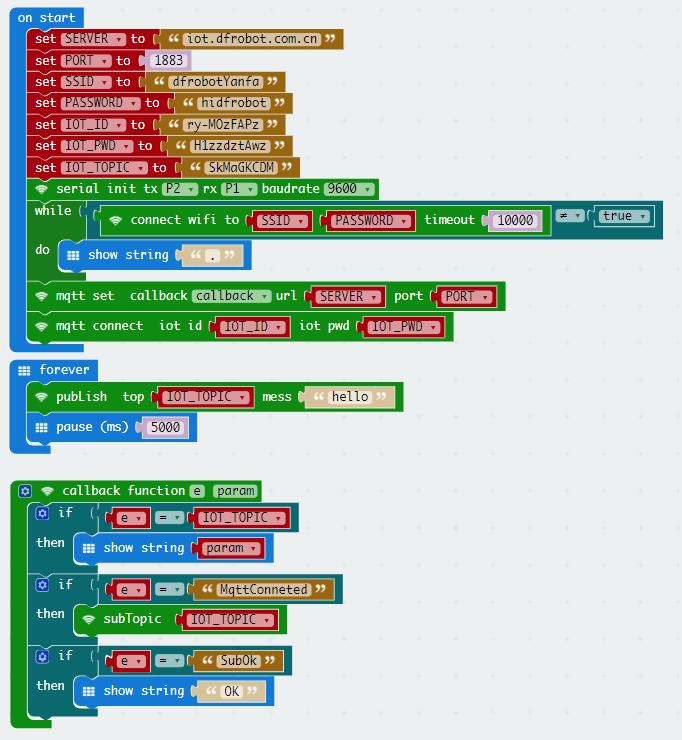 on start
set SERVER to “ iot.dfrobot.com.cn ”
set PORT to 1883
set SSID to “ dfrobotYanfa ”
set PASSWORD to “ hidfrobot ”
set IOT_ID to “ ry-MOzFAPz ”
set IOT_PWD to “ H1zzdztAwz ”
set IOT_TOPIC to “ SkMaGKCDM ”
serial init tx P2 rx P1 baudrate 9600
while connect wifi to SSID PASSWORD timeout 10000 ≠ true
do show string “ . ”
mqtt set callback callback url SERVER port PORT
mqtt connect iot id IOT_ID iot pwd IOT_PWD
forever
pubLish top IOT_TOPIC mess “ hello ”
pause (ms) 5000
callback function e param
if e = IOT_TOPIC
then show string param
if e = “ MqttConneted ”
then subTopic IOT_TOPIC
if e = “ SubOk ”
then show string “ OK ”